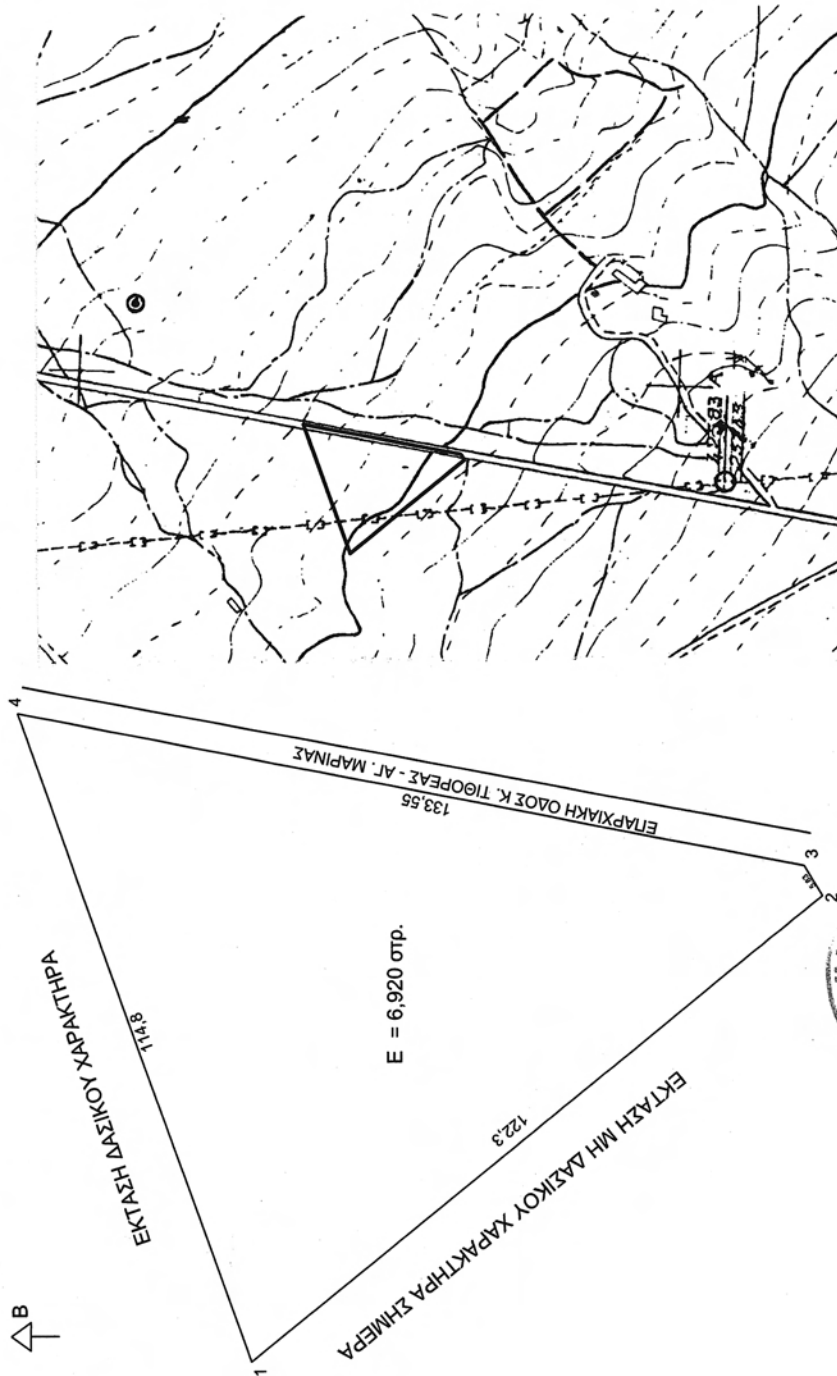 B
4
ΕΚΤΑΣΗ ΔΑΣΙΚΟΥ ΧΑΡΑΚΤΗΡΑ
114,8
ΕΠΑΡΧΙΑΚΗ ΟΔΟΣ Κ. ΤΙΘΟΡΕΑΣ - ΑΓ. ΜΑΡΙΝΑΣ
133,55
E = 6,920 στρ.
1
122,3
ΕΚΤΑΣΗ ΜΗ ΔΑΣΙΚΟΥ ΧΑΡΑΚΤΗΡΑ ΣΗΜΕΡΑ
3
2